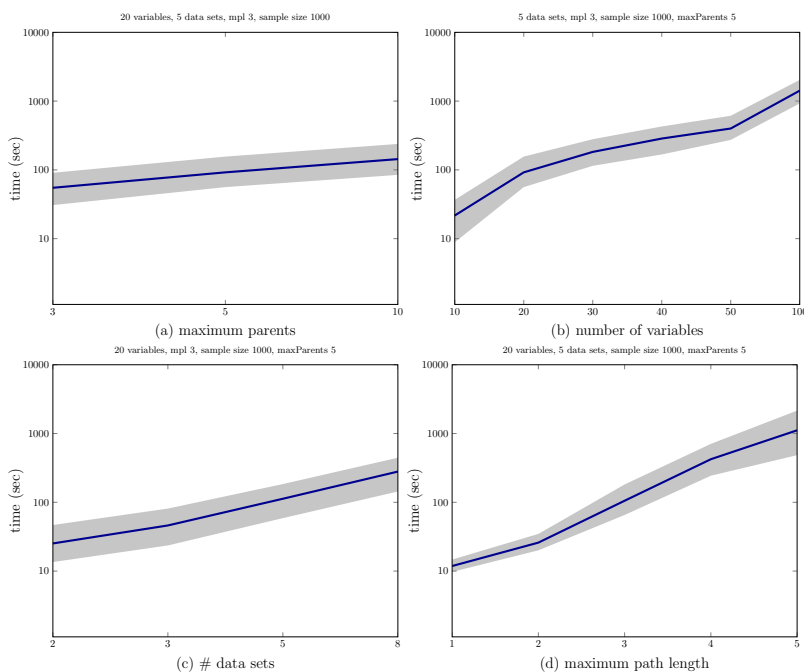 20 variables, 5 data sets, mpl 3, sample size 1000
10000
1000
100
10
time (sec)
3
5
10
(a) maximum parents
5 data sets, mpl 3, sample size 1000, maxParents 5
10000
1000
100
10
time (sec)
10
20
30
40
50
100
(b) number of variables
20 variables, mpl 3, sample size 1000, maxParents 5
10000
1000
100
10
time (sec)
2
3
5
8
(c) # data sets
20 variables, 5 data sets, sample size 1000, maxParents 5
10000
1000
100
10
time (sec)
1
2
3
4
5
(d) maximum path length